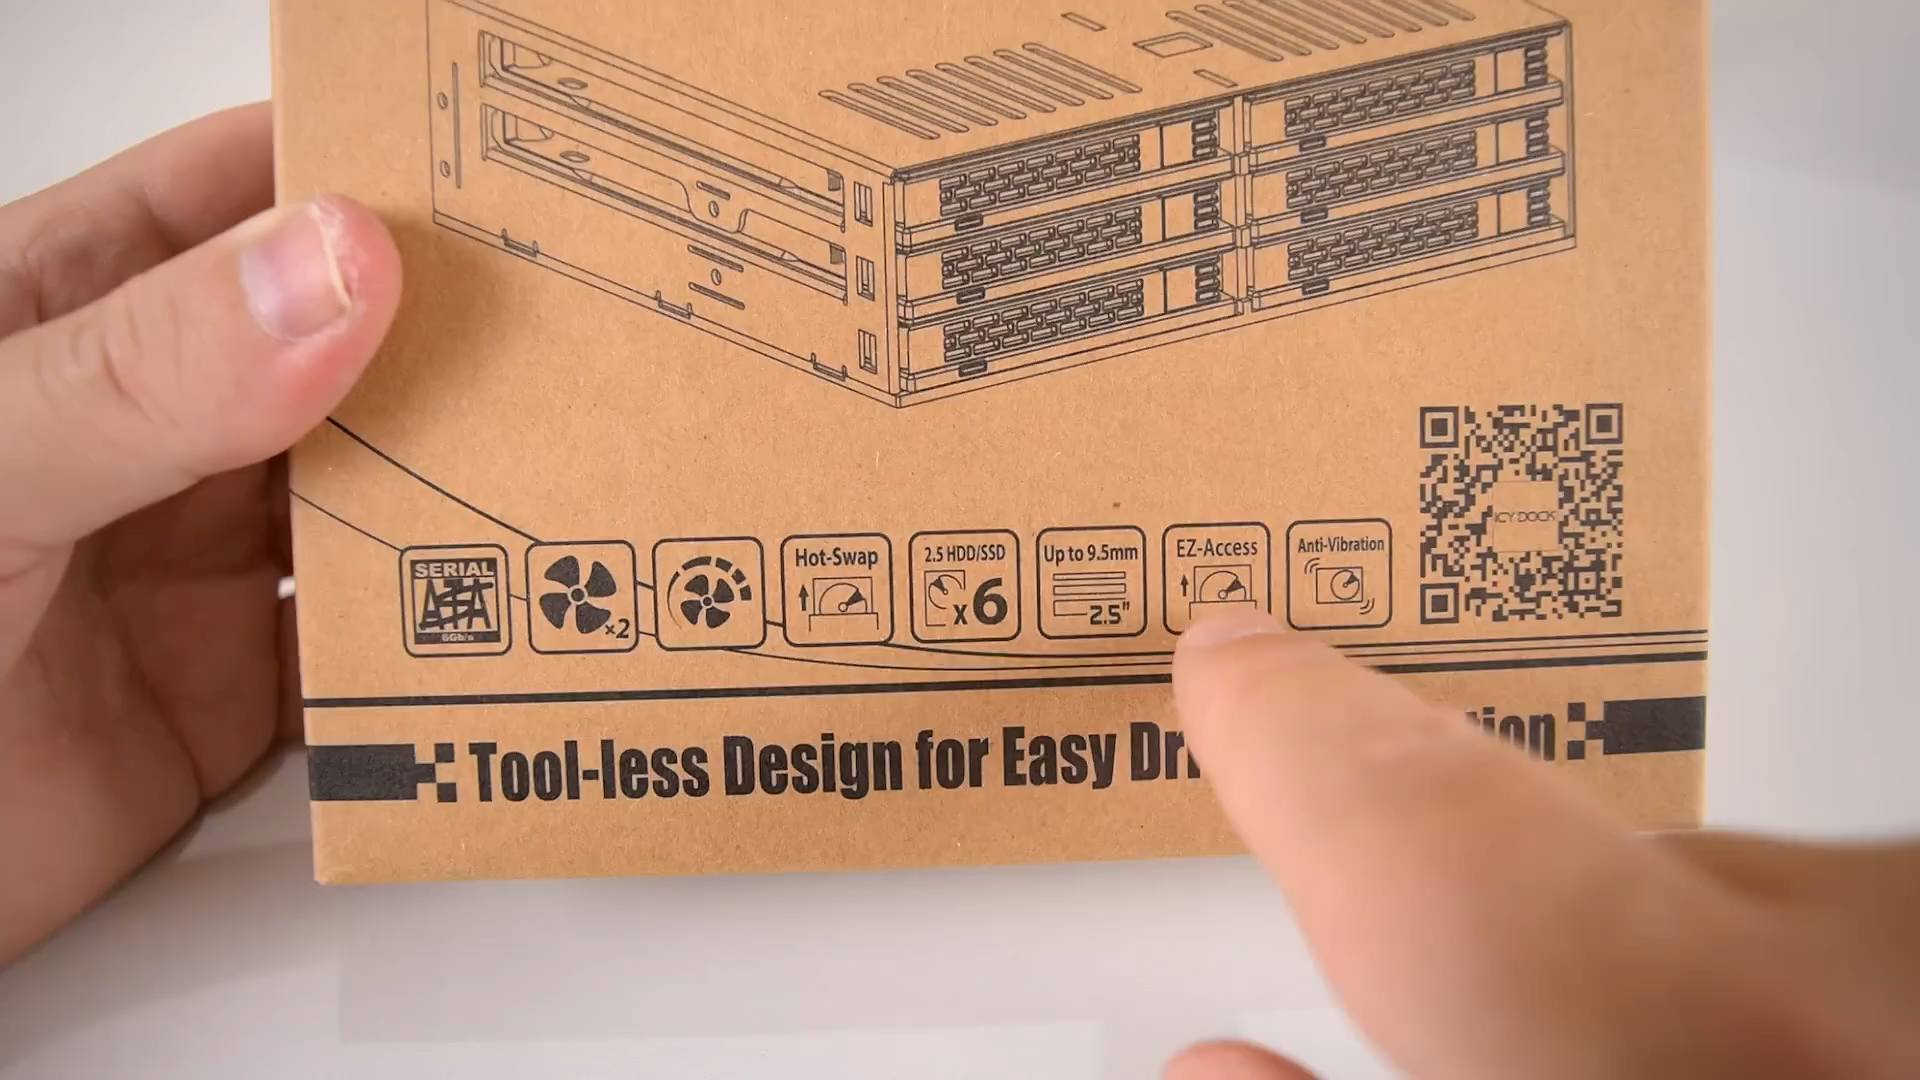 SERIAL
ATA
6Gb/s
×2
Hot-Swap
2.5 HDD/SSD
x6
Up to 9.5mm
2.5"
EZ-Access
Anti-Vibration
ICY DOCK
Tool-less Design for Easy